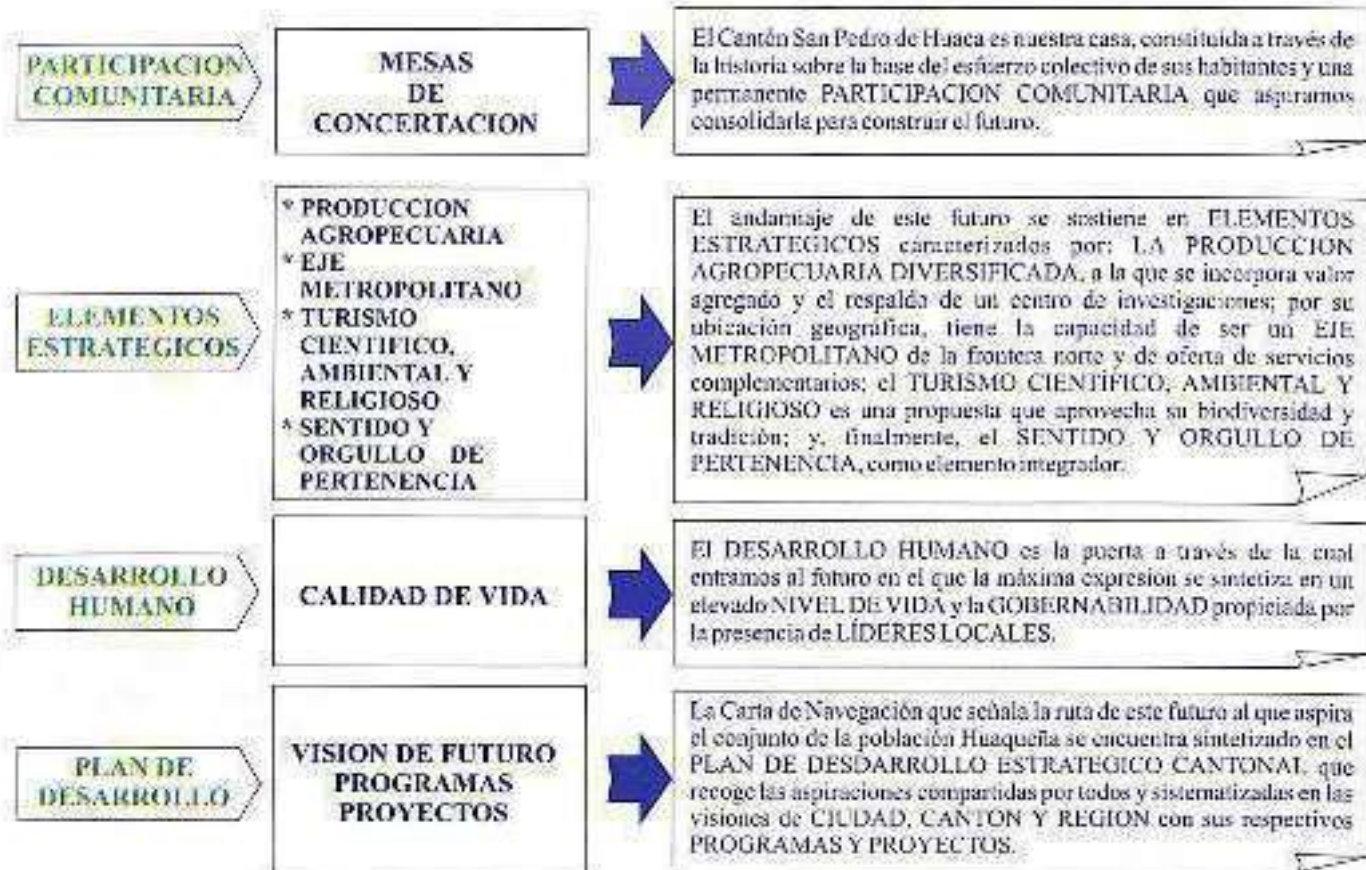 PARTICIPACION
COMUNITARIA
MESAS
DE
CONCERTACION
El Cantón San Pedro de Huaca es nuestra casa, constituida a través de
la historia sobre la base del esfuerzo colectivo de sus habitantes y una
permanente PARTICIPACION COMUNITARIA que aspiramos
consolidarla para construir el futuro.
ELEMENTOS
ESTRATEGICOS
* PRODUCCION
AGROPECUARIA
* EJE
METROPOLITANO
* TURISMO
CIENTIFICO,
AMBIENTAL Y
RELIGIOSO
* SENTIDO Y
ORGULLO DE
PERTENENCIA
El andamiaje de este futuro se sostiene en ELEMENTOS
ESTRATEGICOS caracterizados por: LA PRODUCCION
AGROPECUARIA DIVERSIFICADA, a la que se incorpora valor
agregado y el respaldo de un centro de investigaciones; por su
ubicación geográfica, tiene la capacidad de ser un EJE
METROPOLITANO de la frontera norte y de oferta de servicios
complementarios; el TURISMO CIENTÍFICO, AMBIENTAL Y
RELIGIOSO es una propuesta que aprovecha su biodiversidad y
tradición; y, finalmente, el SENTIDO Y ORGULLO DE
PERTENENCIA, como elemento integrador.
DESARROLLO
HUMANO
CALIDAD DE VIDA
El DESARROLLO HUMANO es la puerta a través de la cual
entramos al futuro en el que la máxima expresión se sintetiza en un
elevado NIVEL DE VIDA y la GOBERNABILIDAD propiciada por
la presencia de LÍDERES LOCALES.
PLAN DE
DESARROLLO
VISION DE FUTURO
PROGRAMAS
PROYECTOS
La Carta de Navegación que señala la ruta de este futuro al que aspira
el conjunto de la población Huaqueña se encuentra sintetizado en el
PLAN DE DESDARROLLO ESTRATEGICO CANTONAL que
recoge las aspiraciones compartidas por todos y sistematizadas en las
visiones de CIUDAD, CANTON Y REGION con sus respectivos
PROGRAMAS Y PROYECTOS.